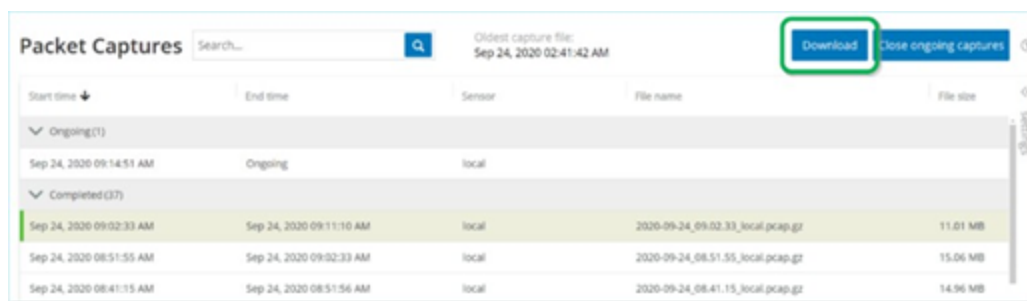 Packet Captures Search... Oldest capture file: Download Close ongoing captures
Sep 24, 2020 02:41:42 AM
Start time End time Sensor File name File size
Ongoing(1)
Sep 24, 2020 09:14:51 AM Ongoing local
Completed (37)
Sep 24, 2020 09:02:33 AM Sep 24, 2020 09:11:10 AM local 2020-09-24_09.02.33_local.pcap.gz 11.01 MB
Sep 24, 2020 08:51:55 AM Sep 24, 2020 09:02:33 AM local 2020-09-24_08.51.55_local.pcap.gz 15.06 MB
Sep 24, 2020 08:41:15 AM Sep 24, 2020 08:51:56 AM local 2020-09-24_08.41.15_local.pcap.gz 14.96 MB
Settings